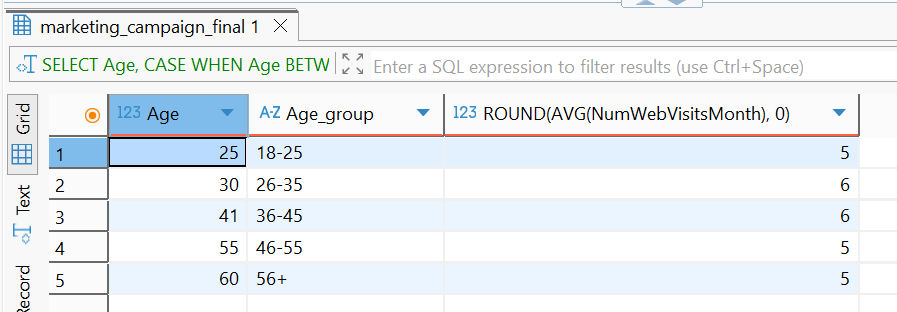 marketing_campaign_final 1
SELECT Age, CASE WHEN Age BETW Enter a SQL expression to filter results (use Ctrl+Space)
Grid
Text
Record
123 Age A-Z Age_group 123 ROUND(AVG(NumWebVisitsMonth), 0)
1 25 18-25 5
2 30 26-35 6
3 41 36-45 6
4 55 46-55 5
5 60 56+ 5